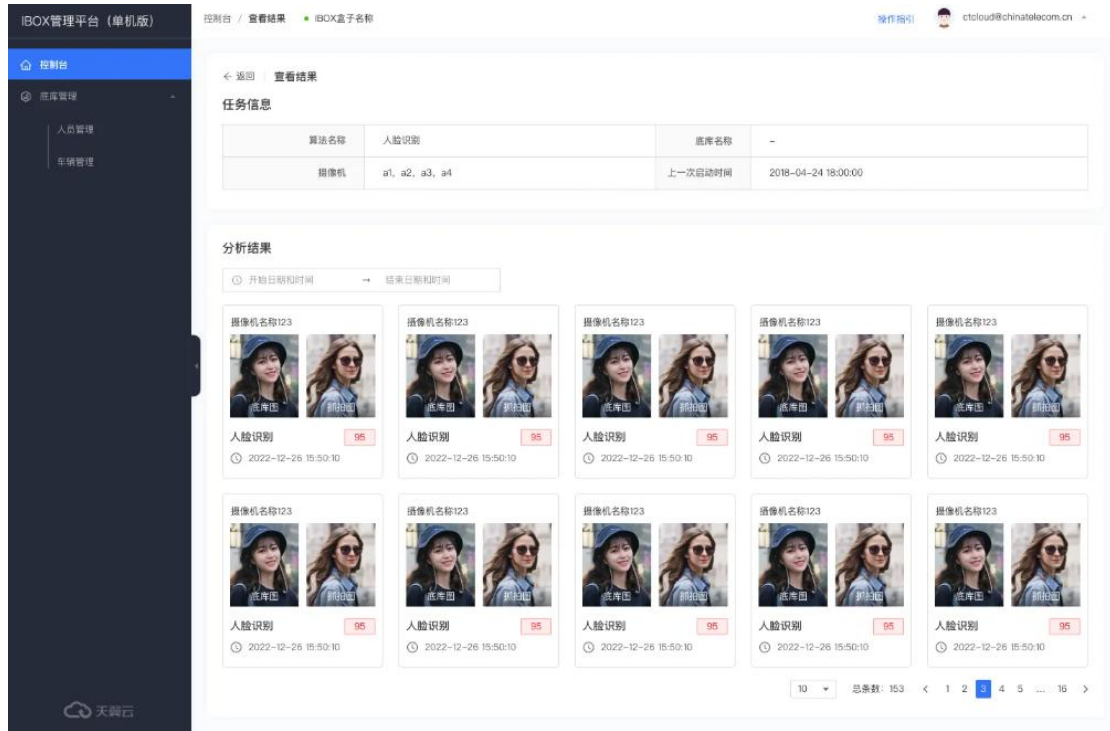 IBOX管理平台（单机版）
控制台 / 查看结果 IBOX盒子名称
操作指引 ctcloud@chinatelecom.cn
控制台
底库管理
人员管理
车辆管理
← 返回 查看结果
任务信息
算法名称 人脸识别 底库名称 -
摄像机 a1, a2, a3, a4 上一次启动时间 2018-04-24 18:00:00
分析结果
开始日期和时间 → 结束日期和时间
摄像机名称123 摄像机名称123 摄像机名称123 摄像机名称123 摄像机名称123
底库图 抓拍图 底库图 抓拍图 底库图 抓拍图 底库图 抓拍图 底库图 抓拍图
人脸识别 95 人脸识别 95 人脸识别 95 人脸识别 95 人脸识别 95
2022-12-26 15:50:10 2022-12-26 15:50:10 2022-12-26 15:50:10 2022-12-26 15:50:10 2022-12-26 15:50:10
摄像机名称123 摄像机名称123 摄像机名称123 摄像机名称123 摄像机名称123
底库图 抓拍图 底库图 抓拍图 底库图 抓拍图 底库图 抓拍图 底库图 抓拍图
人脸识别 95 人脸识别 95 人脸识别 95 人脸识别 95 人脸识别 95
2022-12-26 15:50:10 2022-12-26 15:50:10 2022-12-26 15:50:10 2022-12-26 15:50:10 2022-12-26 15:50:10
10 总条数: 153 < 1 2 3 4 5 ... 16 >
天翼云